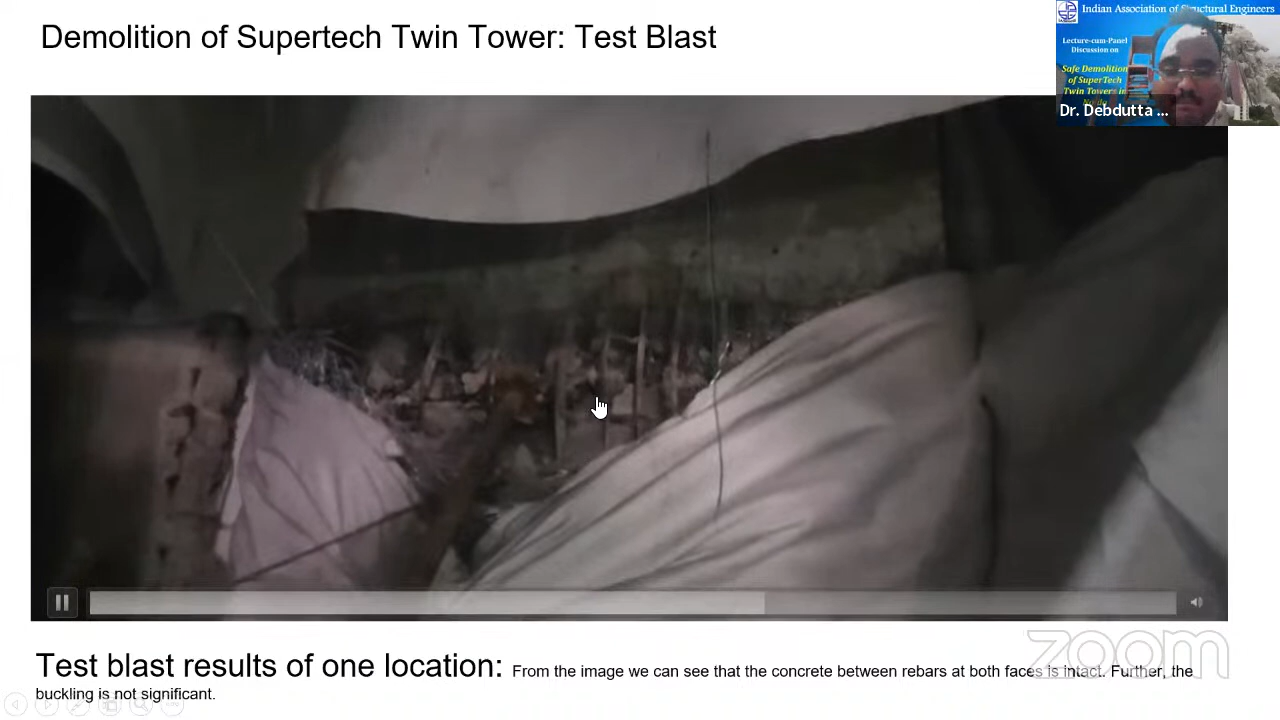 Demolition of Supertech Twin Tower: Test Blast
Indian Association of Structural Engineers
Lecture-cum-Panel
Discussion on
Safe Demolition
of SuperTech
Twin Towers in
Dr. Debdutta ...
zoom
Test blast results of one location: From the image we can see that the concrete between rebars at both faces is intact. Further, the
buckling is not significant.